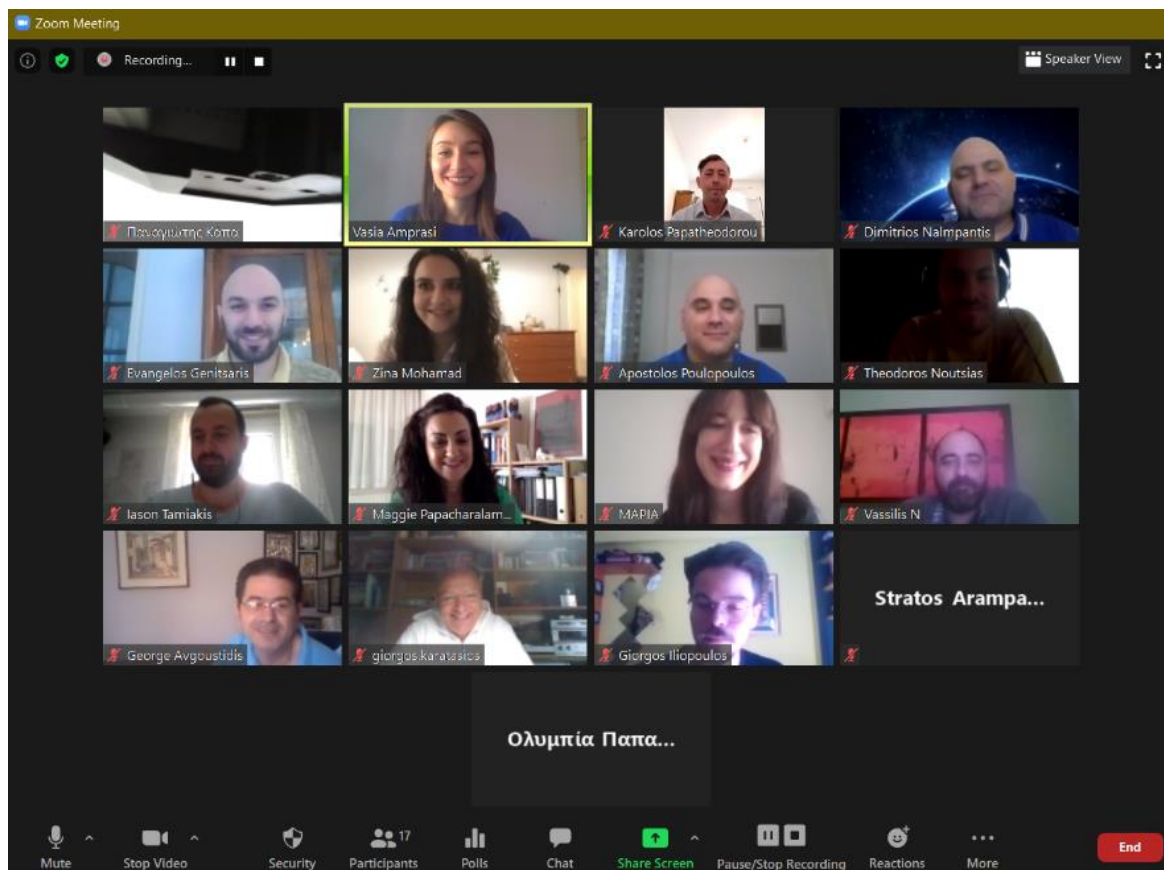 Zoom Meeting
Recording...
Speaker View
Παναγιώτης Καπα
Vasia Amprasi
Karolos Papatheodorou
Dimitrios Nalmpantis
Evangelos Genitsaris
Zina Mohamad
Apostolos Poulopoulos
Theodoros Noutsias
Iason Tamiakis
Maggie Papacharalam...
ΜΑΡΙΑ
Vassilis N
George Avgoustidis
giorgos.karatasios
Giorgos Iliopoulos
Stratos Arampa...
Ολυμπία Παπα...
17
Mute
Stop Video
Security
Participants
Polls
Chat
Share Screen
Pause/Stop Recording
Reactions
More
End